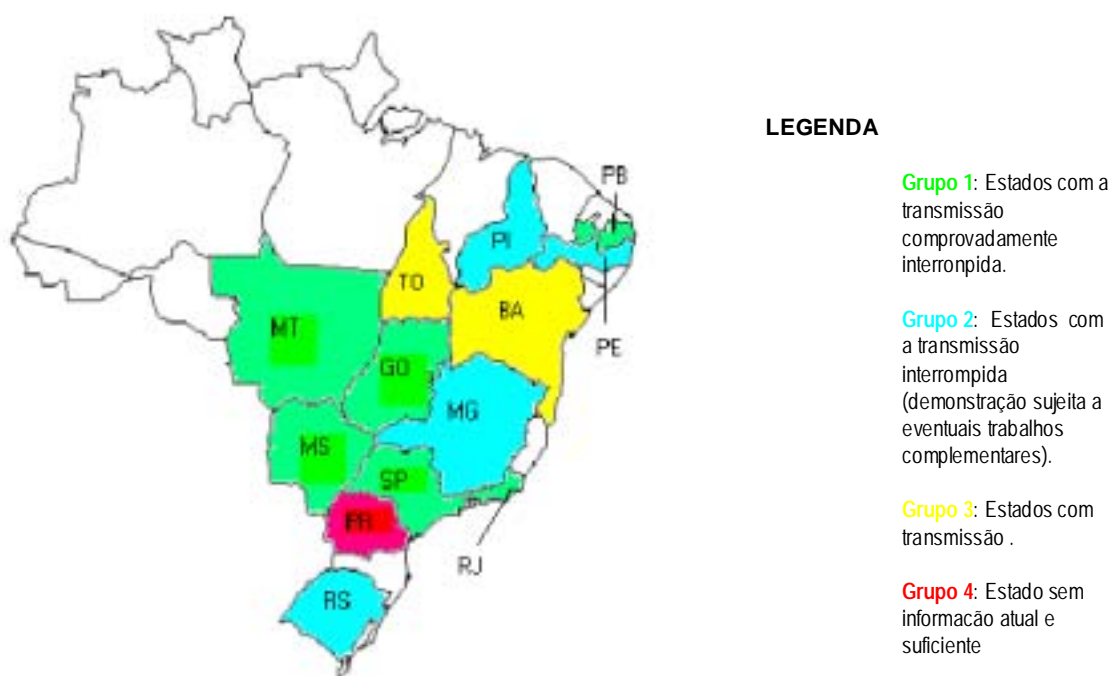 LEGENDA
PB
Grupo 1: Estados com a
transmissão
comprovadamente
interronpida.
PI
TO
BA
MT
PE
GO
Grupo 2: Estados com
a transmissão
interrompida
(demonstração sujeita a
eventuais trabalhos
complementares).
MG
MS
SP
Grupo 3: Estados com
transmissão .
PR
RJ
RS
Grupo 4: Estado sem
informacão atual e
suficiente